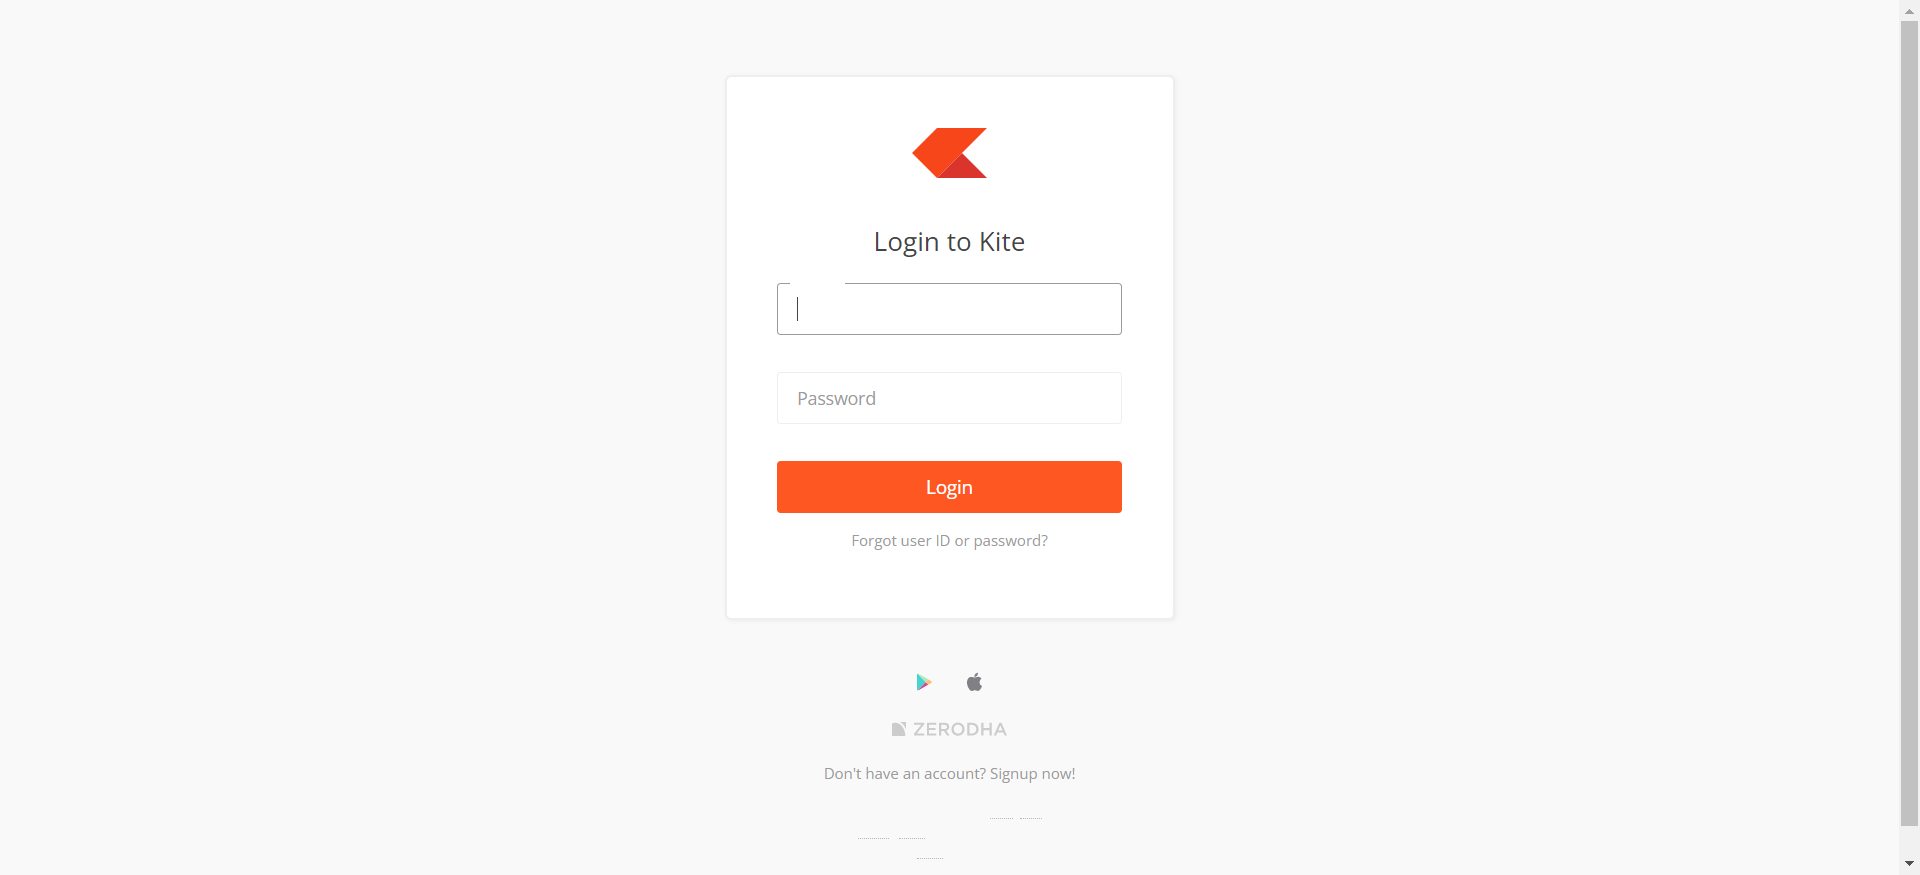 Login to Kite
Password
Login
Forgot user ID or password?
ZERODHA
Don't have an account? Signup now!